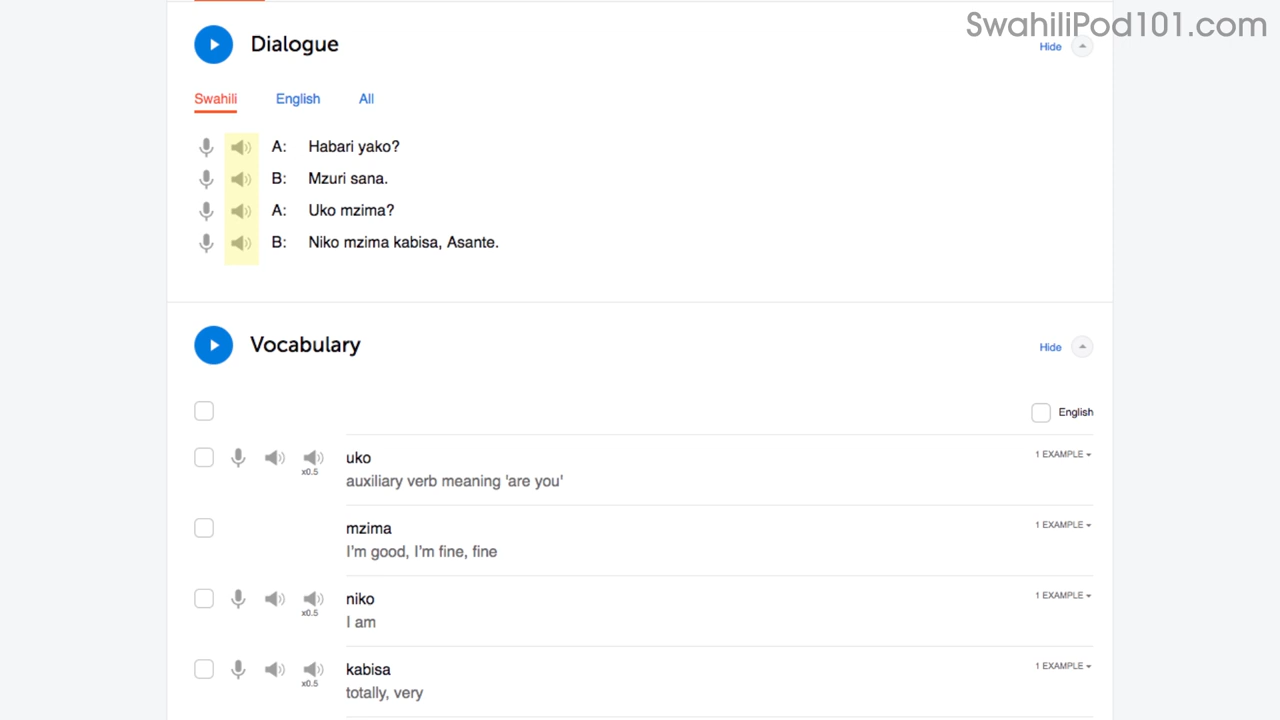 SwahiliPod101.com
Dialogue
Hide
Swahili English All
A: Habari yako?
B: Mzuri sana.
A: Uko mzima?
B: Niko mzima kabisa, Asante.
Vocabulary
Hide
English
uko
1 EXAMPLE
auxiliary verb meaning 'are you'
x0.5
mzima
1 EXAMPLE
I'm good, I'm fine, fine
niko
1 EXAMPLE
x0.5
I am
kabisa
1 EXAMPLE
x0.5
totally, very